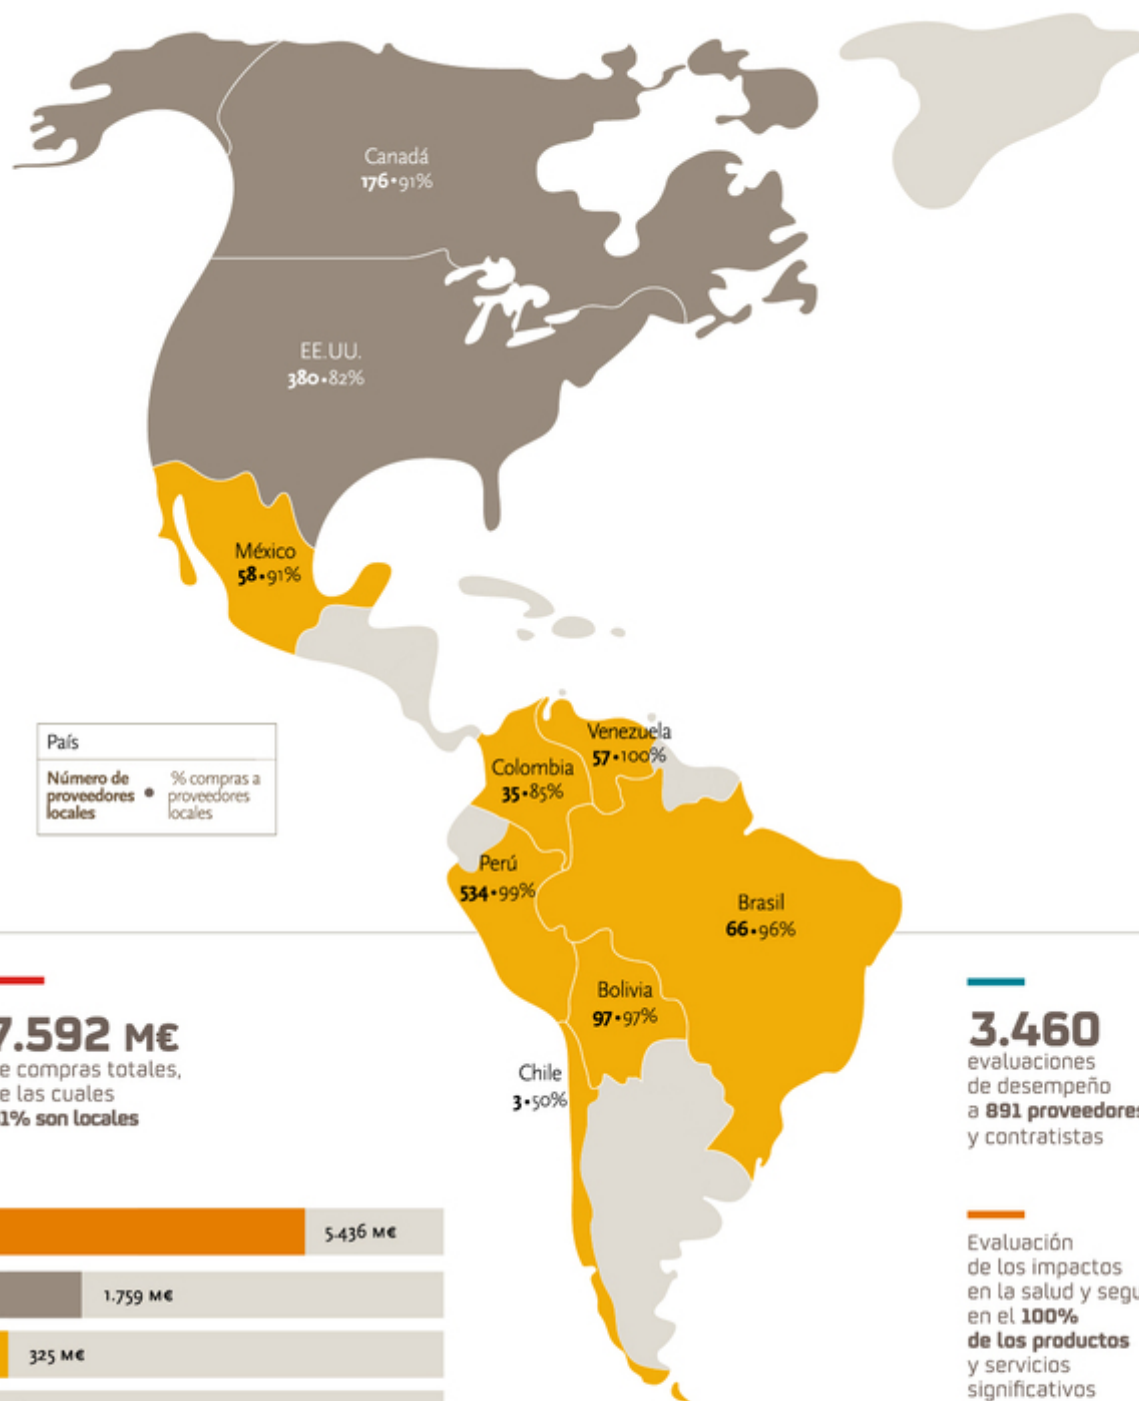 Canadá
176•91%
EE.UU.
380•82%
México
58•91%
País
Número de
proveedores
locales
•
% compras a
proveedores
locales
Venezuela
57•100%
Colombia
35•85%
Perú
534•99%
Brasil
66•96%
Bolivia
97•97%
Chile
3•50%
7.592 M€
e compras totales,
e las cuales
1% son locales
5.436 M€
1.759 M€
325 M€
3.460
evaluaciones
de desempeño
a 891 proveedores
y contratistas
Evaluación
de los impactos
en la salud y segu
en el 100%
de los productos
y servicios
significativos